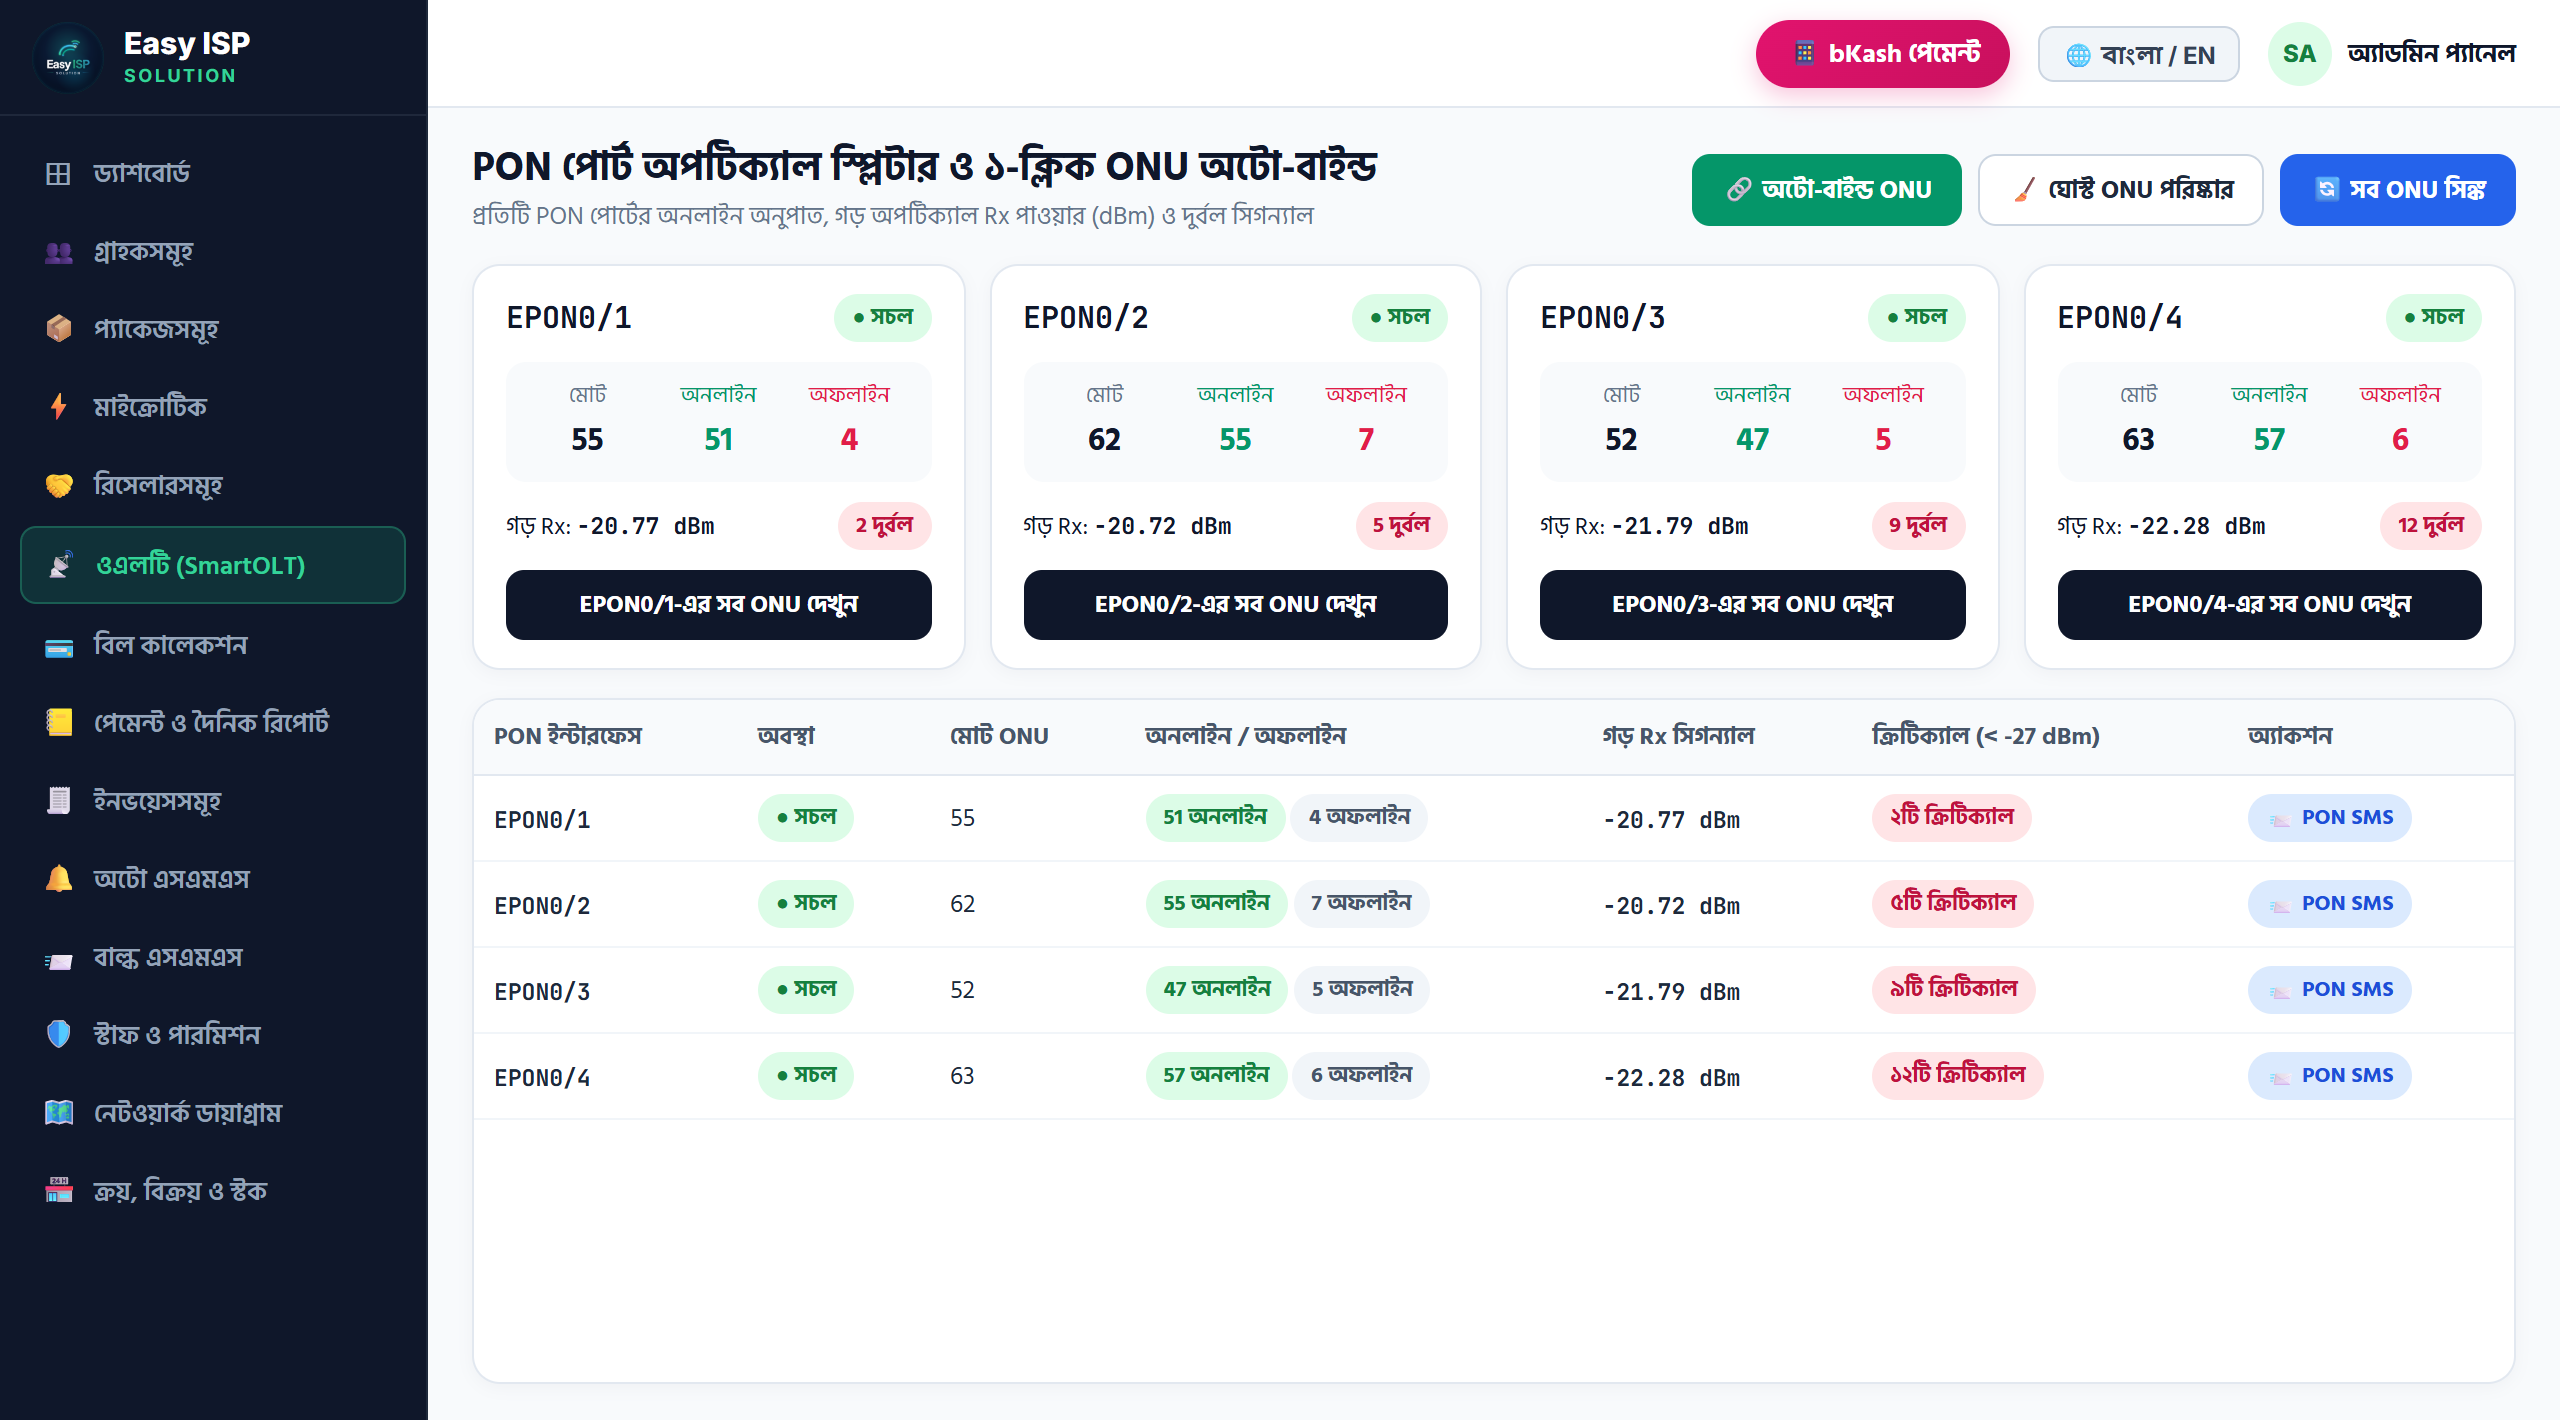 Easy ISP
SOLUTION
Easy ISP
SOLUTION
ড্যাশবোর্ড
গ্রাহকসমূহ
প্যাকেজসমূহ
মাইক্রোটিক
রিসেলারসমূহ
ওএলটি (SmartOLT)
বিল কালেকশন
পেমেন্ট ও দৈনিক রিপোর্ট
ইনভয়েসসমূহ
অটো এসএমএস
বাল্ক এসএমএস
স্টাফ ও পারমিশন
নেটওয়ার্ক ডায়াগ্রাম
ক্রয়, বিক্রয় ও স্টক
bKash পেমেন্ট
বাংলা / EN
SA অ্যাডমিন প্যানেল
PON পোর্ট অপটিক্যাল স্প্লিটার ও ১-ক্লিক ONU অটো-বাইন্ড
প্রতিটি PON পোর্টের অনলাইন অনুপাত, গড় অপটিক্যাল Rx পাওয়ার (dBm) ও দুর্বল সিগন্যাল
অটো-বাইন্ড ONU
ঘোস্ট ONU পরিষ্কার
সব ONU সিঙ্ক
EPON0/1 ● সচল
মোট অনলাইন অফলাইন
55 51 4
গড় Rx: -20.77 dBm 2 দুর্বল
EPON0/1-এর সব ONU দেখুন
EPON0/2 ● সচল
মোট অনলাইন অফলাইন
62 55 7
গড় Rx: -20.72 dBm 5 দুর্বল
EPON0/2-এর সব ONU দেখুন
EPON0/3 ● সচল
মোট অনলাইন অফলাইন
52 47 5
গড় Rx: -21.79 dBm 9 দুর্বল
EPON0/3-এর সব ONU দেখুন
EPON0/4 ● সচল
মোট অনলাইন অফলাইন
63 57 6
গড় Rx: -22.28 dBm 12 দুর্বল
EPON0/4-এর সব ONU দেখুন
PON ইন্টারফেস অবস্থা মোট ONU অনলাইন / অফলাইন গড় Rx সিগন্যাল ক্রিটিক্যাল (< -27 dBm) অ্যাকশন
EPON0/1 ● সচল 55 51 অনলাইন 4 অফলাইন -20.77 dBm ২টি ক্রিটিক্যাল PON SMS
EPON0/2 ● সচল 62 55 অনলাইন 7 অফলাইন -20.72 dBm ৫টি ক্রিটিক্যাল PON SMS
EPON0/3 ● সচল 52 47 অনলাইন 5 অফলাইন -21.79 dBm ৯টি ক্রিটিক্যাল PON SMS
EPON0/4 ● সচল 63 57 অনলাইন 6 অফলাইন -22.28 dBm ১২টি ক্রিটিক্যাল PON SMS